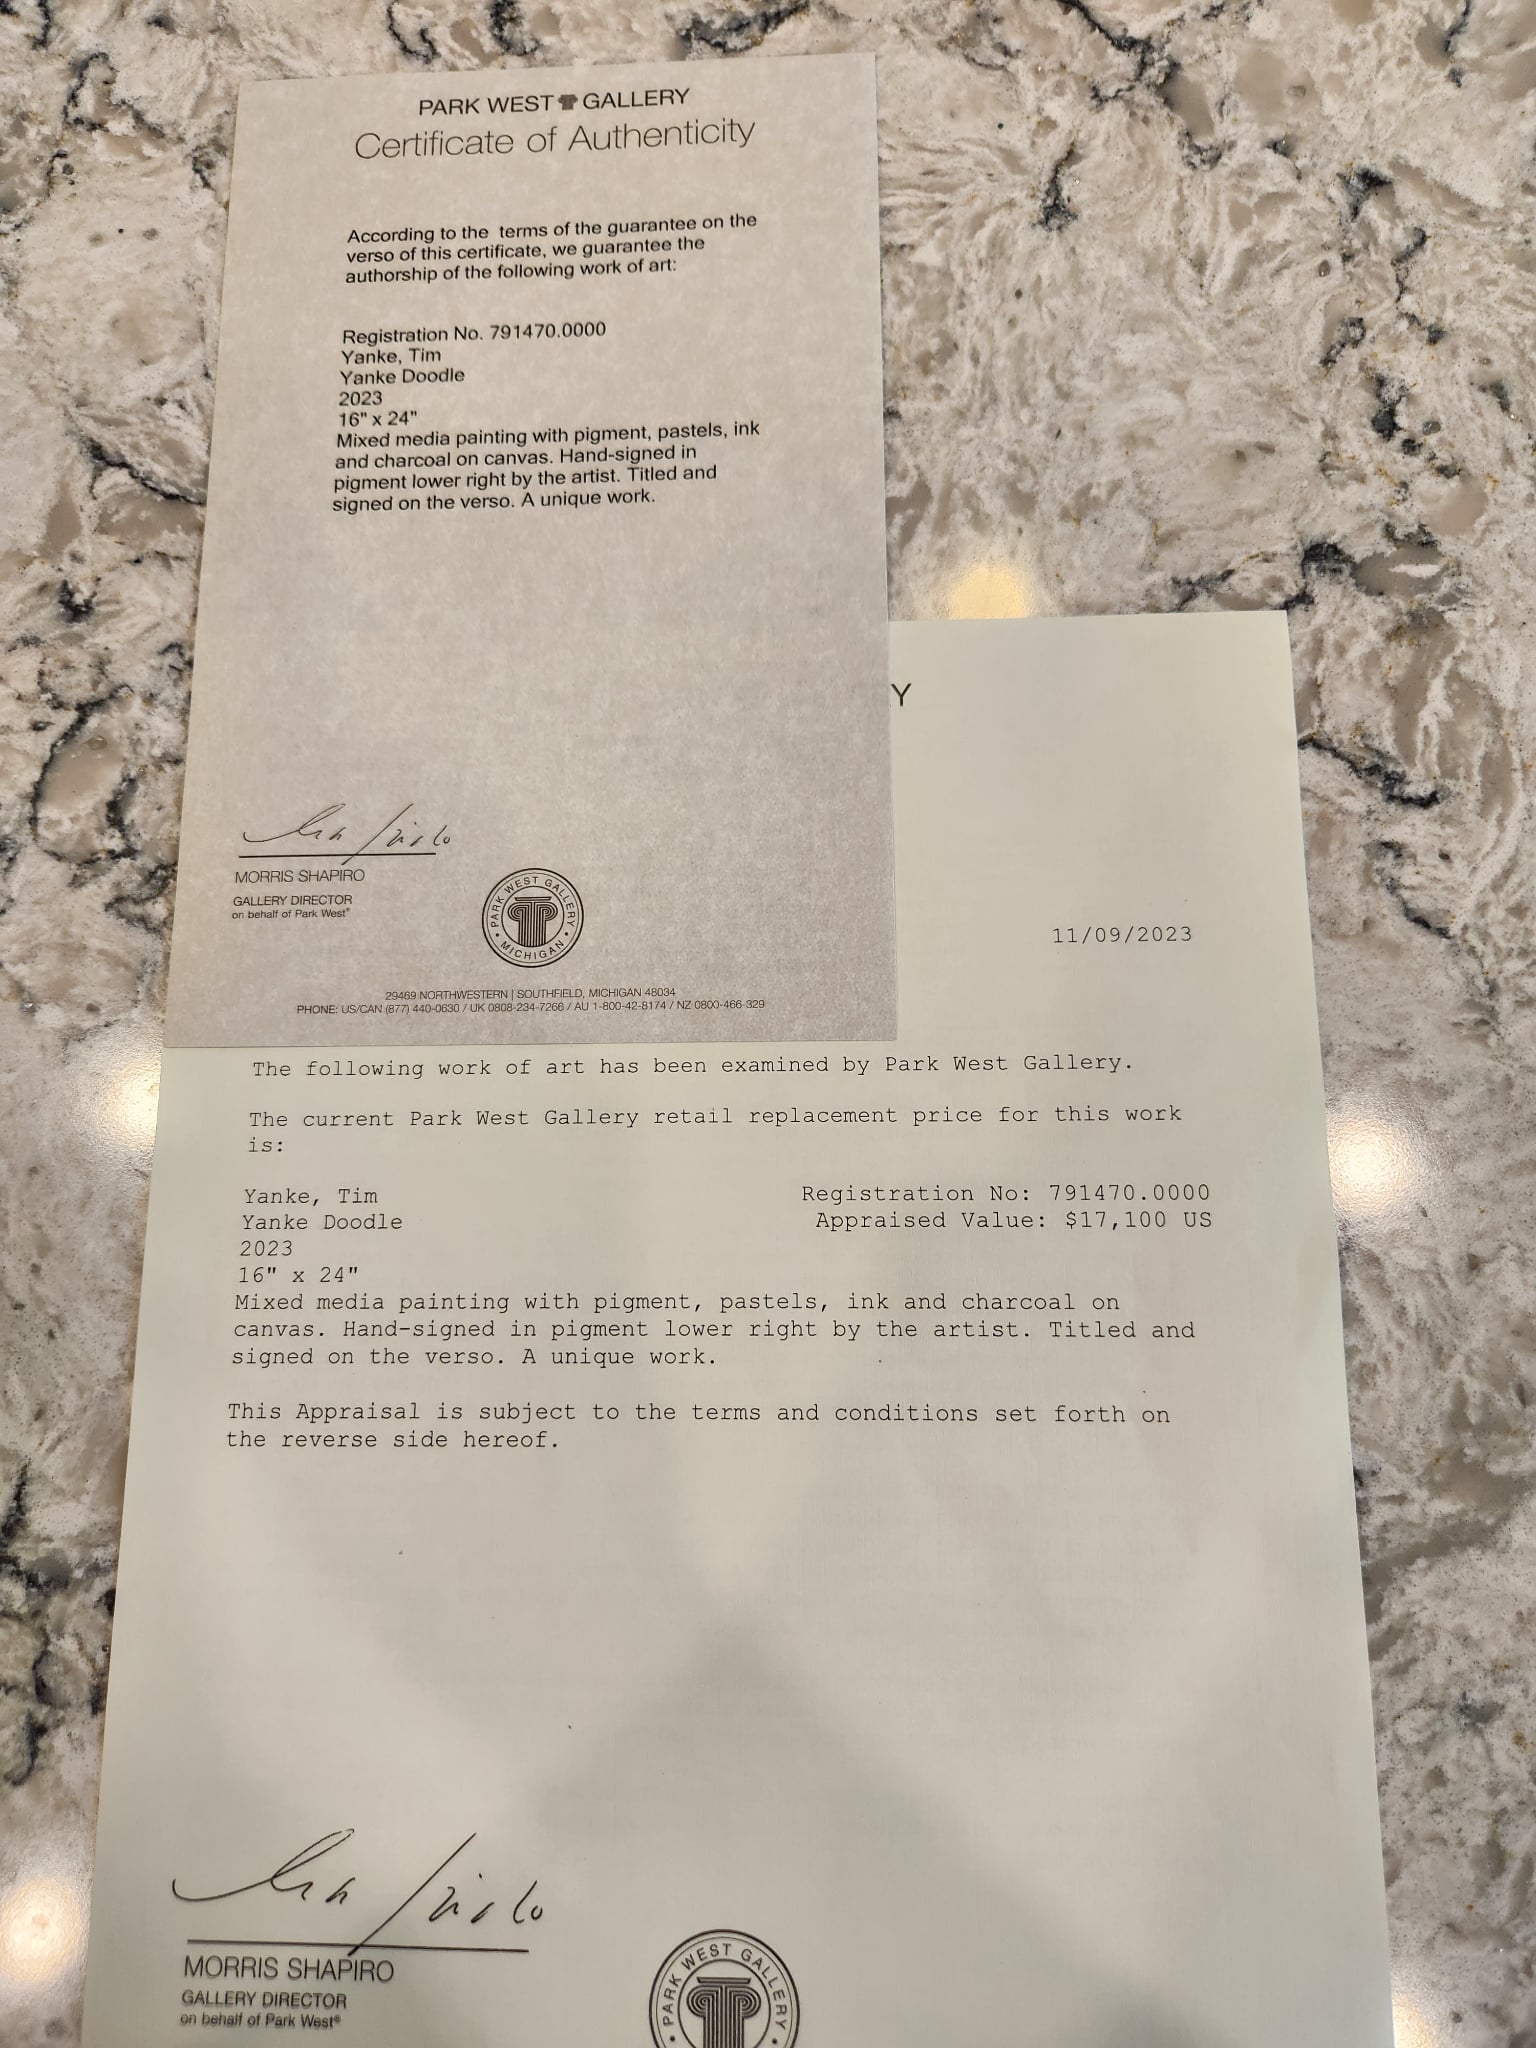 PARK WEST GALLERY
Certificate of Authenticity
According to the terms of the guarantee on the
verso of this certificate, we guarantee the
authorship of the following work of art:
Registration No. 791470.0000
Yanke, Tim
Yanke Doodle
2023
16" x 24"
Mixed media painting with pigment, pastels, ink
and charcoal on canvas. Hand-signed in
pigment lower right by the artist. Titled and
signed on the verso. A unique work.
MORRIS SHAPIRO
GALLERY DIRECTOR
on behalf of Park West®
PARK WEST GALLERY
• MICHIGAN •
29469 NORTHWESTERN | SOUTHFIELD, MICHIGAN 48034
PHONE: US/CAN (877) 440-0630 / UK 0808-234-7266 / AU 1-800-42-8174 / NZ 0800-466-329
Y
11/09/2023
The following work of art has been examined by Park West Gallery.
The current Park West Gallery retail replacement price for this work
is:
Yanke, Tim
Registration No: 791470.0000
Yanke Doodle
Appraised Value: $17,100 US
2023
16" x 24"
Mixed media painting with pigment, pastels, ink and charcoal on
canvas. Hand-signed in pigment lower right by the artist. Titled and
signed on the verso. A unique work.
This Appraisal is subject to the terms and conditions set forth on
the reverse side hereof.
MORRIS SHAPIRO
GALLERY DIRECTOR
on behalf of Park West®
• PARK WEST GALLERY •